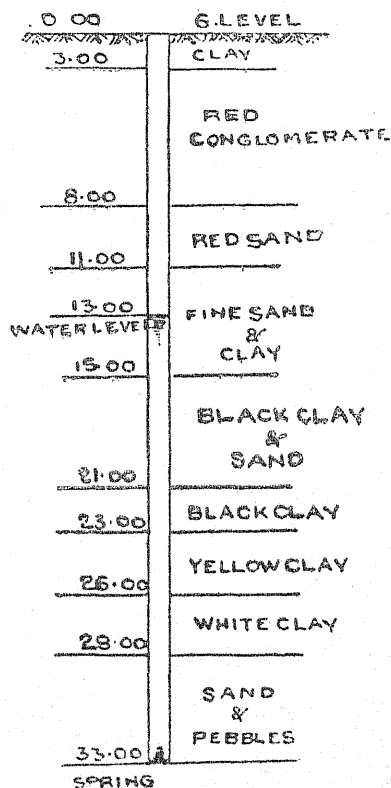 0.00 G.LEVEL
3.00 CLAY
RED
CONGLOMERATE
8.00
RED SAND
11.00
13.00 FINE SAND
WATER LEVEL &
CLAY
15.00
BLACK CLAY
&
SAND
21.00
BLACK CLAY
23.00
YELLOW CLAY
26.00
WHITE CLAY
29.00
SAND
&
PEBBLES
33.00
SPRING